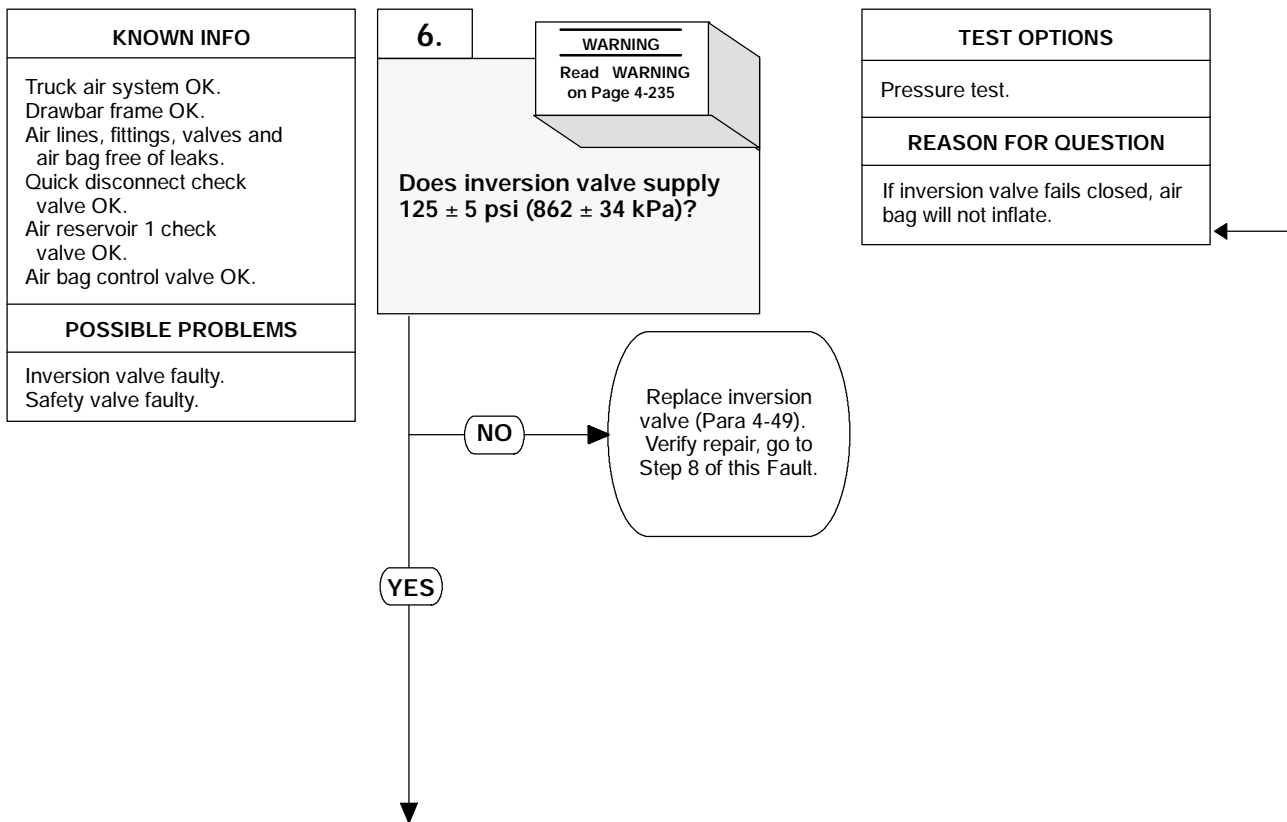 KNOWN INFO
Truck air system OK.
Drawbar frame OK.
Air lines, fittings, valves and
air bag free of leaks.
Quick disconnect check
valve OK.
Air reservoir 1 check
valve OK.
Air bag control valve OK.
POSSIBLE PROBLEMS
Inversion valve faulty.
Safety valve faulty.
6.
WARNING
Read WARNING
on Page 4-235
Does inversion valve supply
125 ± 5 psi (862 ± 34 kPa)?
TEST OPTIONS
Pressure test.
REASON FOR QUESTION
If inversion valve fails closed, air
bag will not inflate.
NO
Replace inversion
valve (Para 4-49).
Verify repair, go to
Step 8 of this Fault.
YES